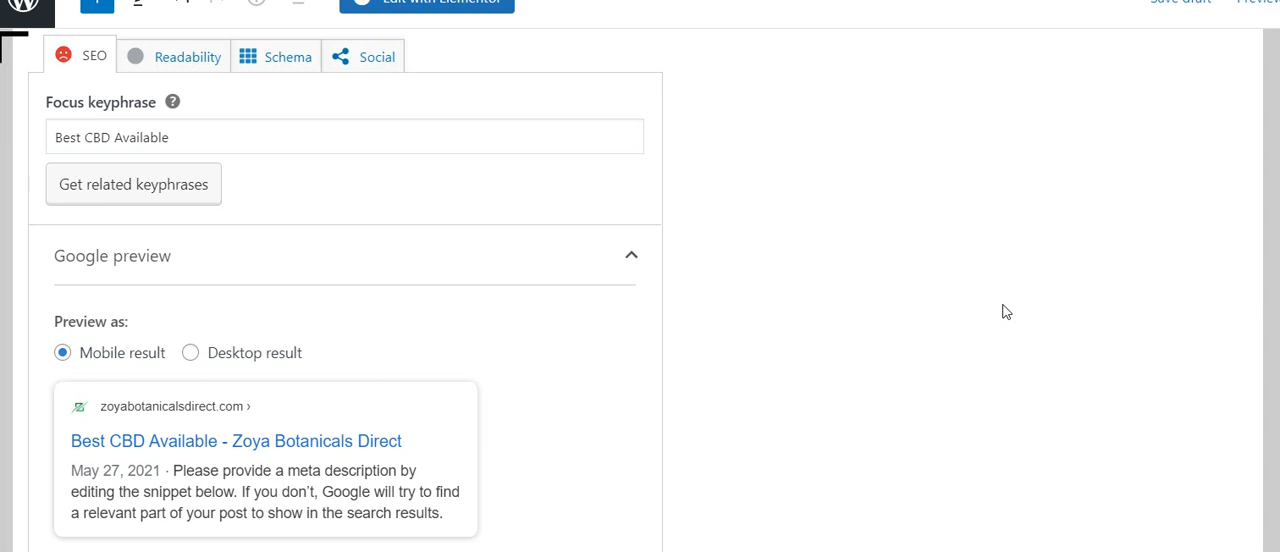 Edit with Elementor
Save draft
SEO
Readability
Schema
Social
Focus keyphrase
Best CBD Available
Get related keyphrases
Google preview
Preview as:
Mobile result
Desktop result
zoyabotanicalsdirect.com ›
Best CBD Available - Zoya Botanicals Direct
May 27, 2021 · Please provide a meta description by
editing the snippet below. If you don’t, Google will try to find
a relevant part of your post to show in the search results.